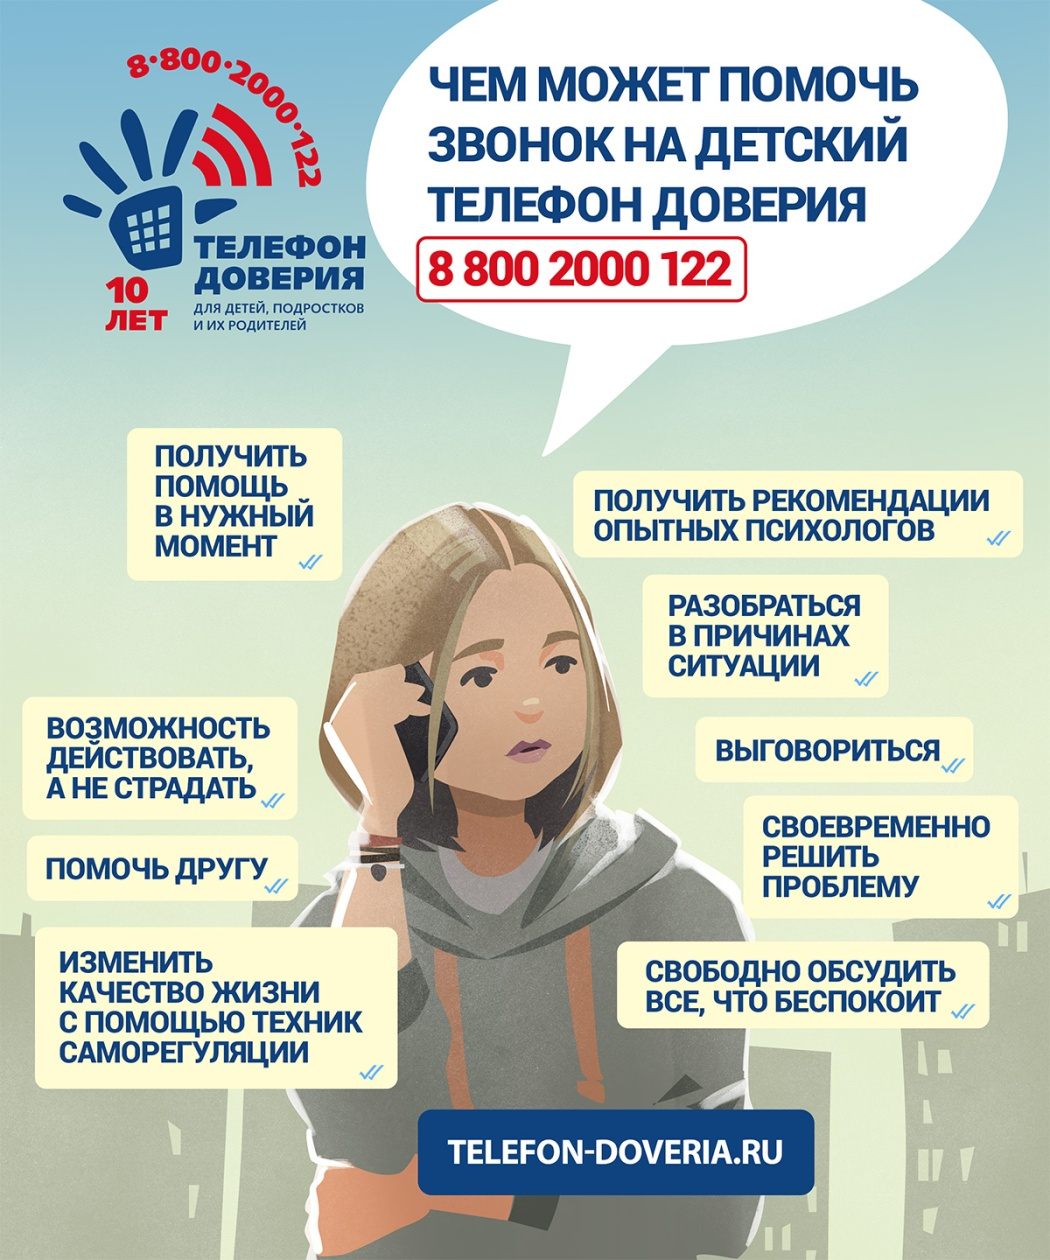 8·800·2000·122
ТЕЛЕФОН
ДОВЕРИЯ
10
ЛЕТ
ДЛЯ ДЕТЕЙ, ПОДРОСТКОВ
И ИХ РОДИТЕЛЕЙ
ЧЕМ МОЖЕТ ПОМОЧЬ
ЗВОНОК НА ДЕТСКИЙ
ТЕЛЕФОН ДОВЕРИЯ
8 800 2000 122
ПОЛУЧИТЬ
ПОМОЩЬ
В НУЖНЫЙ
МОМЕНТ
ПОЛУЧИТЬ РЕКОМЕНДАЦИИ
ОПЫТНЫХ ПСИХОЛОГОВ
РАЗОБРАТЬСЯ
В ПРИЧИНАХ
СИТУАЦИИ
ВОЗМОЖНОСТЬ
ДЕЙСТВОВАТЬ,
А НЕ СТРАДАТЬ
ВЫГОВОРИТЬСЯ
СВОЕВРЕМЕННО
РЕШИТЬ
ПРОБЛЕМУ
ПОМОЧЬ ДРУГУ
ИЗМЕНИТЬ
КАЧЕСТВО ЖИЗНИ
С ПОМОЩЬЮ ТЕХНИК
САМОРЕГУЛЯЦИИ
СВОБОДНО ОБСУДИТЬ
ВСЕ, ЧТО БЕСПОКОИТ
TELEFON-DOVERIA.RU